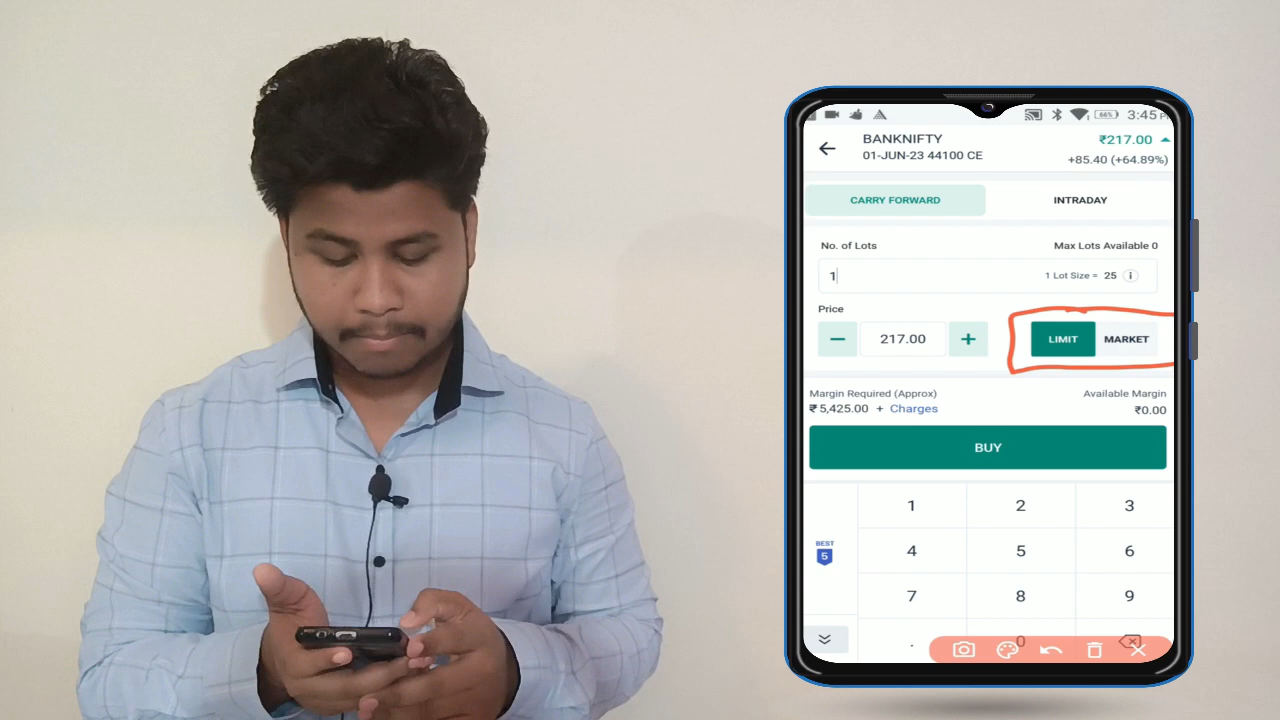 66%
3:45
BANKNIFTY
₹217.00
01-JUN-23 44100 CE
+85.40 (+64.89%)
CARRY FORWARD
INTRADAY
No. of Lots
Max Lots Available 0
1
1 Lot Size = 25 i
Price
− 217.00 +
LIMIT MARKET
Margin Required (Approx)
Available Margin
₹ 5,425.00 + Charges
₹0.00
BUY
1 2 3
BEST
5
4 5 6
7 8 9
. 0